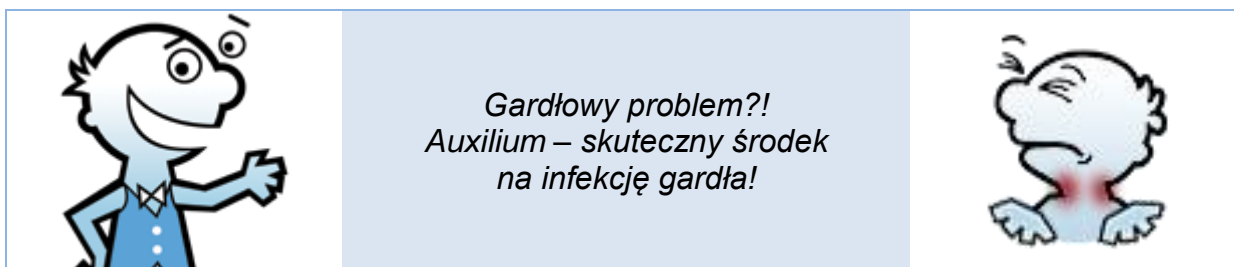 Gardłowy problem?!
Auxilium – skuteczny środek
na infekcję gardła!